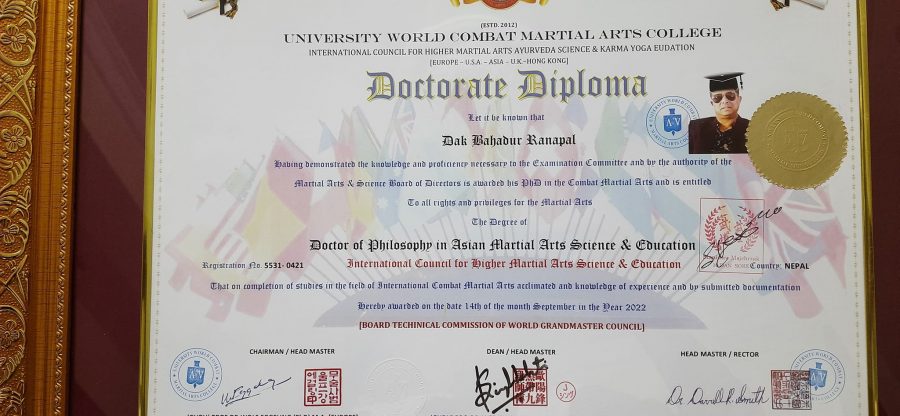 (ESTD. 2012)
UNIVERSITY WORLD COMBAT MARTIAL ARTS COLLEGE
INTERNATIONAL COUNCIL FOR HIGHER MARTIAL ARTS AYURVEDA SCIENCE & KARMA YOGA EUDATION
[EUROPE - U.S.A. - ASIA - U.K.-HONG KONG]
Doctorate Diploma
Let it be known that
Dak Bahadur Ranapal
Having demonstrated the knowledge and proficiency necessary to the Examination Committee and by the authority of the
Martial Arts & Science Board of Directors is awarded his PhD in the Combat Martial Arts and is entitled
To all rights and privileges for the Martial Arts
The Degree of
Doctor of Philosophy in Asian Martial Arts Science & Education
Registration No. 5531- 0421
International Council for Higher Martial Arts Science & Education
Country: NEPAL
That on completion of studies in the field of International Combat Martial Arts acclimated and knowledge of experience and by submitted documentation
Hereby awarded on the date 14th of the month September in the Year 2022
[BOARD TECHINICAL COMMISSION OF WORLD GRANDMASTER COUNCIL]
CHAIRMAN / HEAD MASTER
DEAN / HEAD MASTER
HEAD MASTER / RECTOR